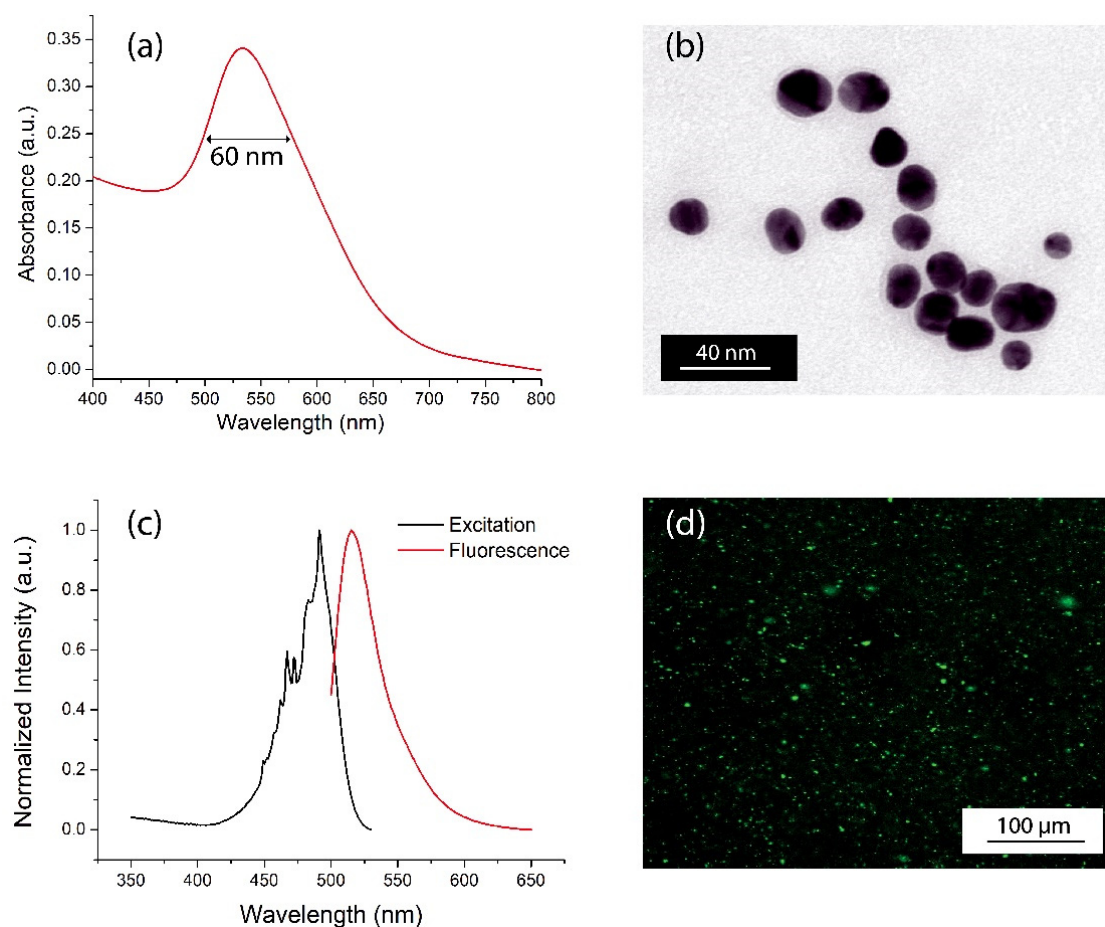 (a)
0.35
0.30
0.25
0.20
0.15
0.10
0.05
0.00
60 nm
400 450 500 550 600 650 700 750 800
Wavelength (nm)
Absorbance (a.u.)
(b)
40 nm
(c)
Excitation
Fluorescence
1.0
0.8
0.6
0.4
0.2
0.0
350 400 450 500 550 600 650
Wavelength (nm)
Normalized Intensity (a.u.)
(d)
100 µm